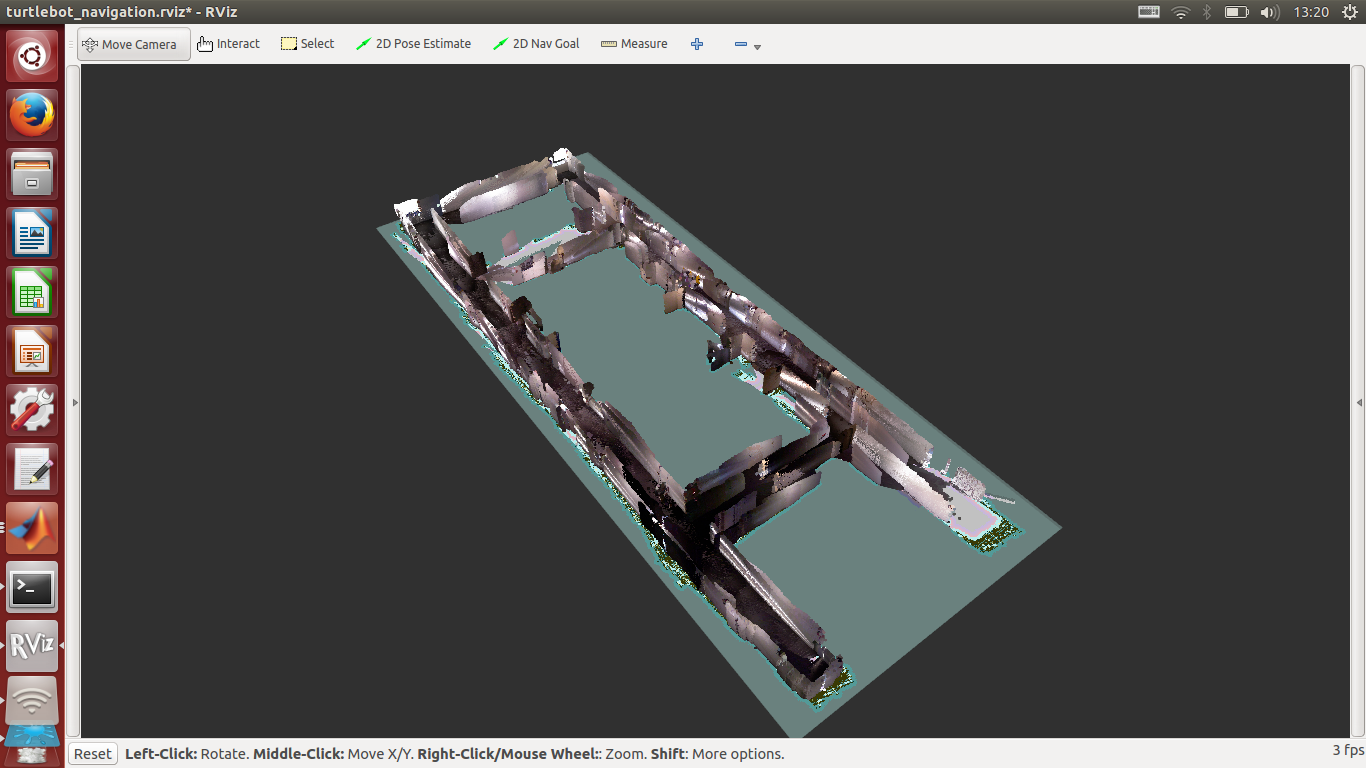 turtlebot_navigation.rviz* - RViz
13:20
Move Camera Interact Select 2D Pose Estimate 2D Nav Goal Measure
RViz
Reset Left-Click: Rotate. Middle-Click: Move X/Y. Right-Click/Mouse Wheel:: Zoom. Shift: More options. 3 fps